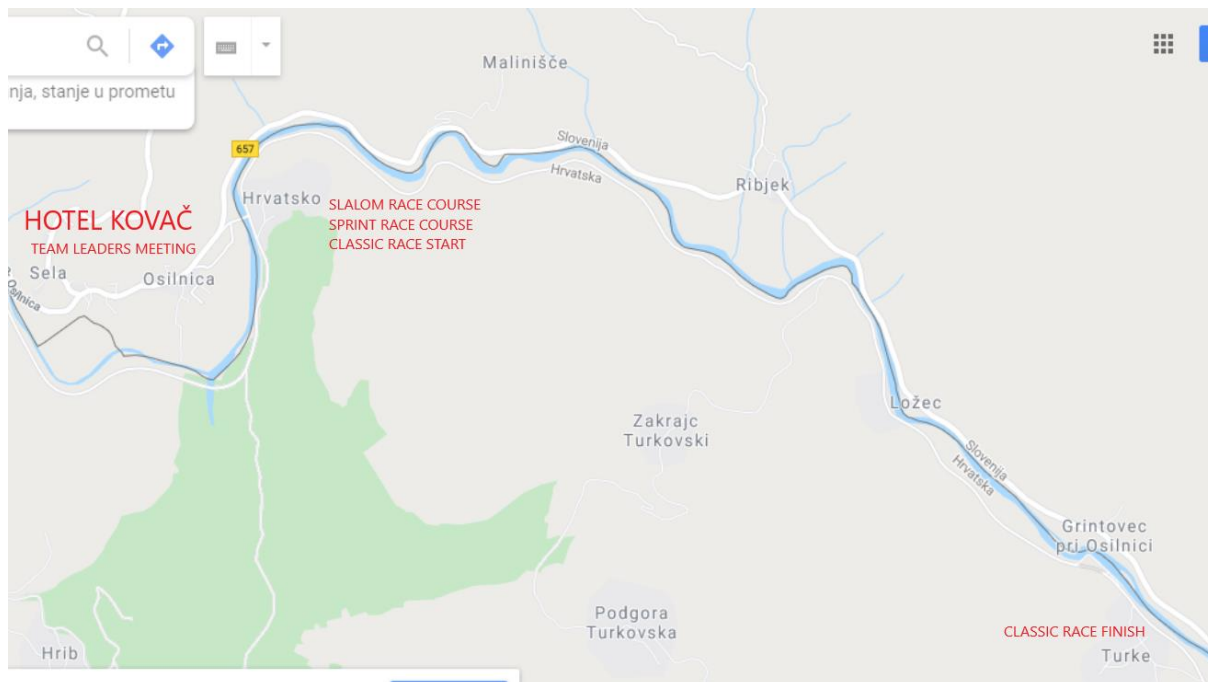 nja, stanje u prometu
Malinišče
657
Slovenija
Hrvatska
Ribjek
Hrvatsko
SLALOM RACE COURSE
SPRINT RACE COURSE
CLASSIC RACE START
HOTEL KOVAČ
TEAM LEADERS MEETING
Sela
Osilnica
Osilnica
Ložec
Zakrajc
Turkovski
Slovenija
Hrvatska
Grintovec
pri Osilnici
Podgora
Turkovska
CLASSIC RACE FINISH
Hrib
Turke